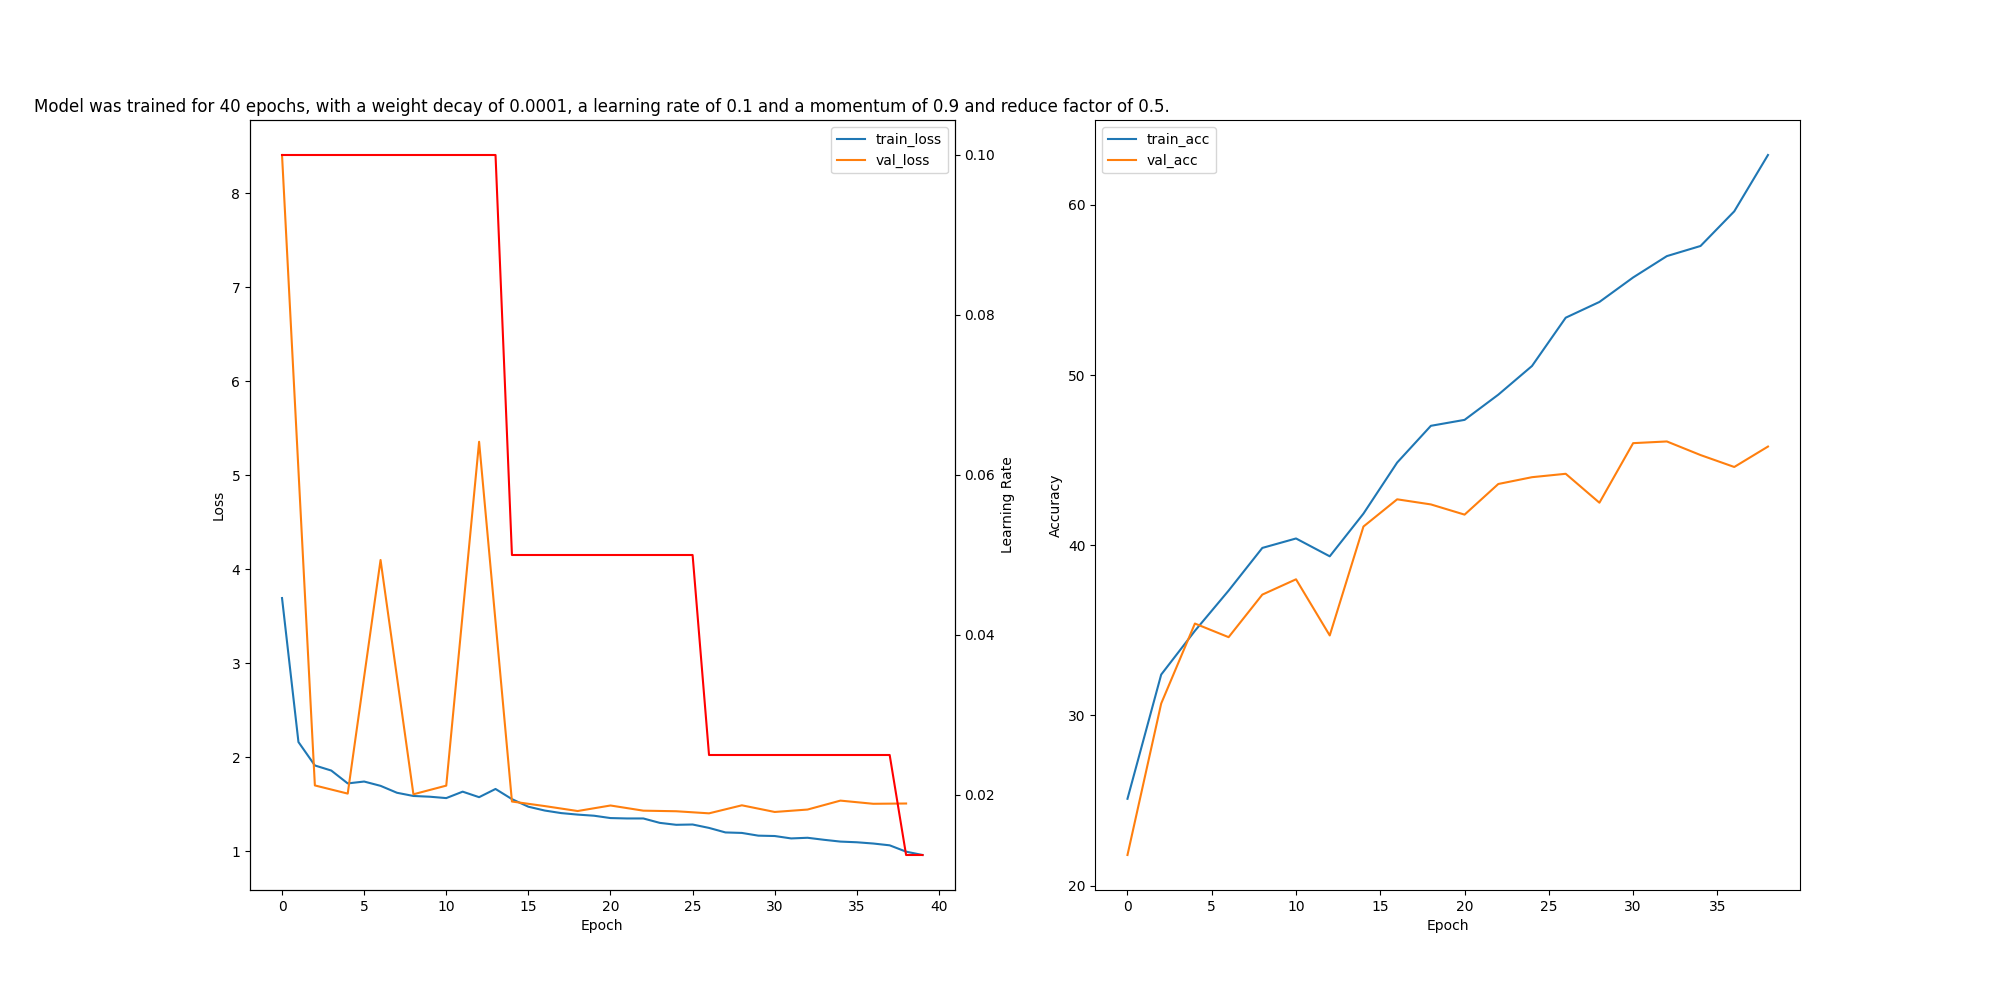 Model was trained for 40 epochs, with a weight decay of 0.0001, a learning rate of 0.1 and a momentum of 0.9 and reduce factor of 0.5.
train_loss
val_loss
8
7
6
5
4
3
2
1
Loss
0 5 10 15 20 25 30 35 40
Epoch
0.10
0.08
0.06
0.04
0.02
Learning Rate
train_acc
val_acc
60
50
40
30
20
Accuracy
0 5 10 15 20 25 30 35
Epoch